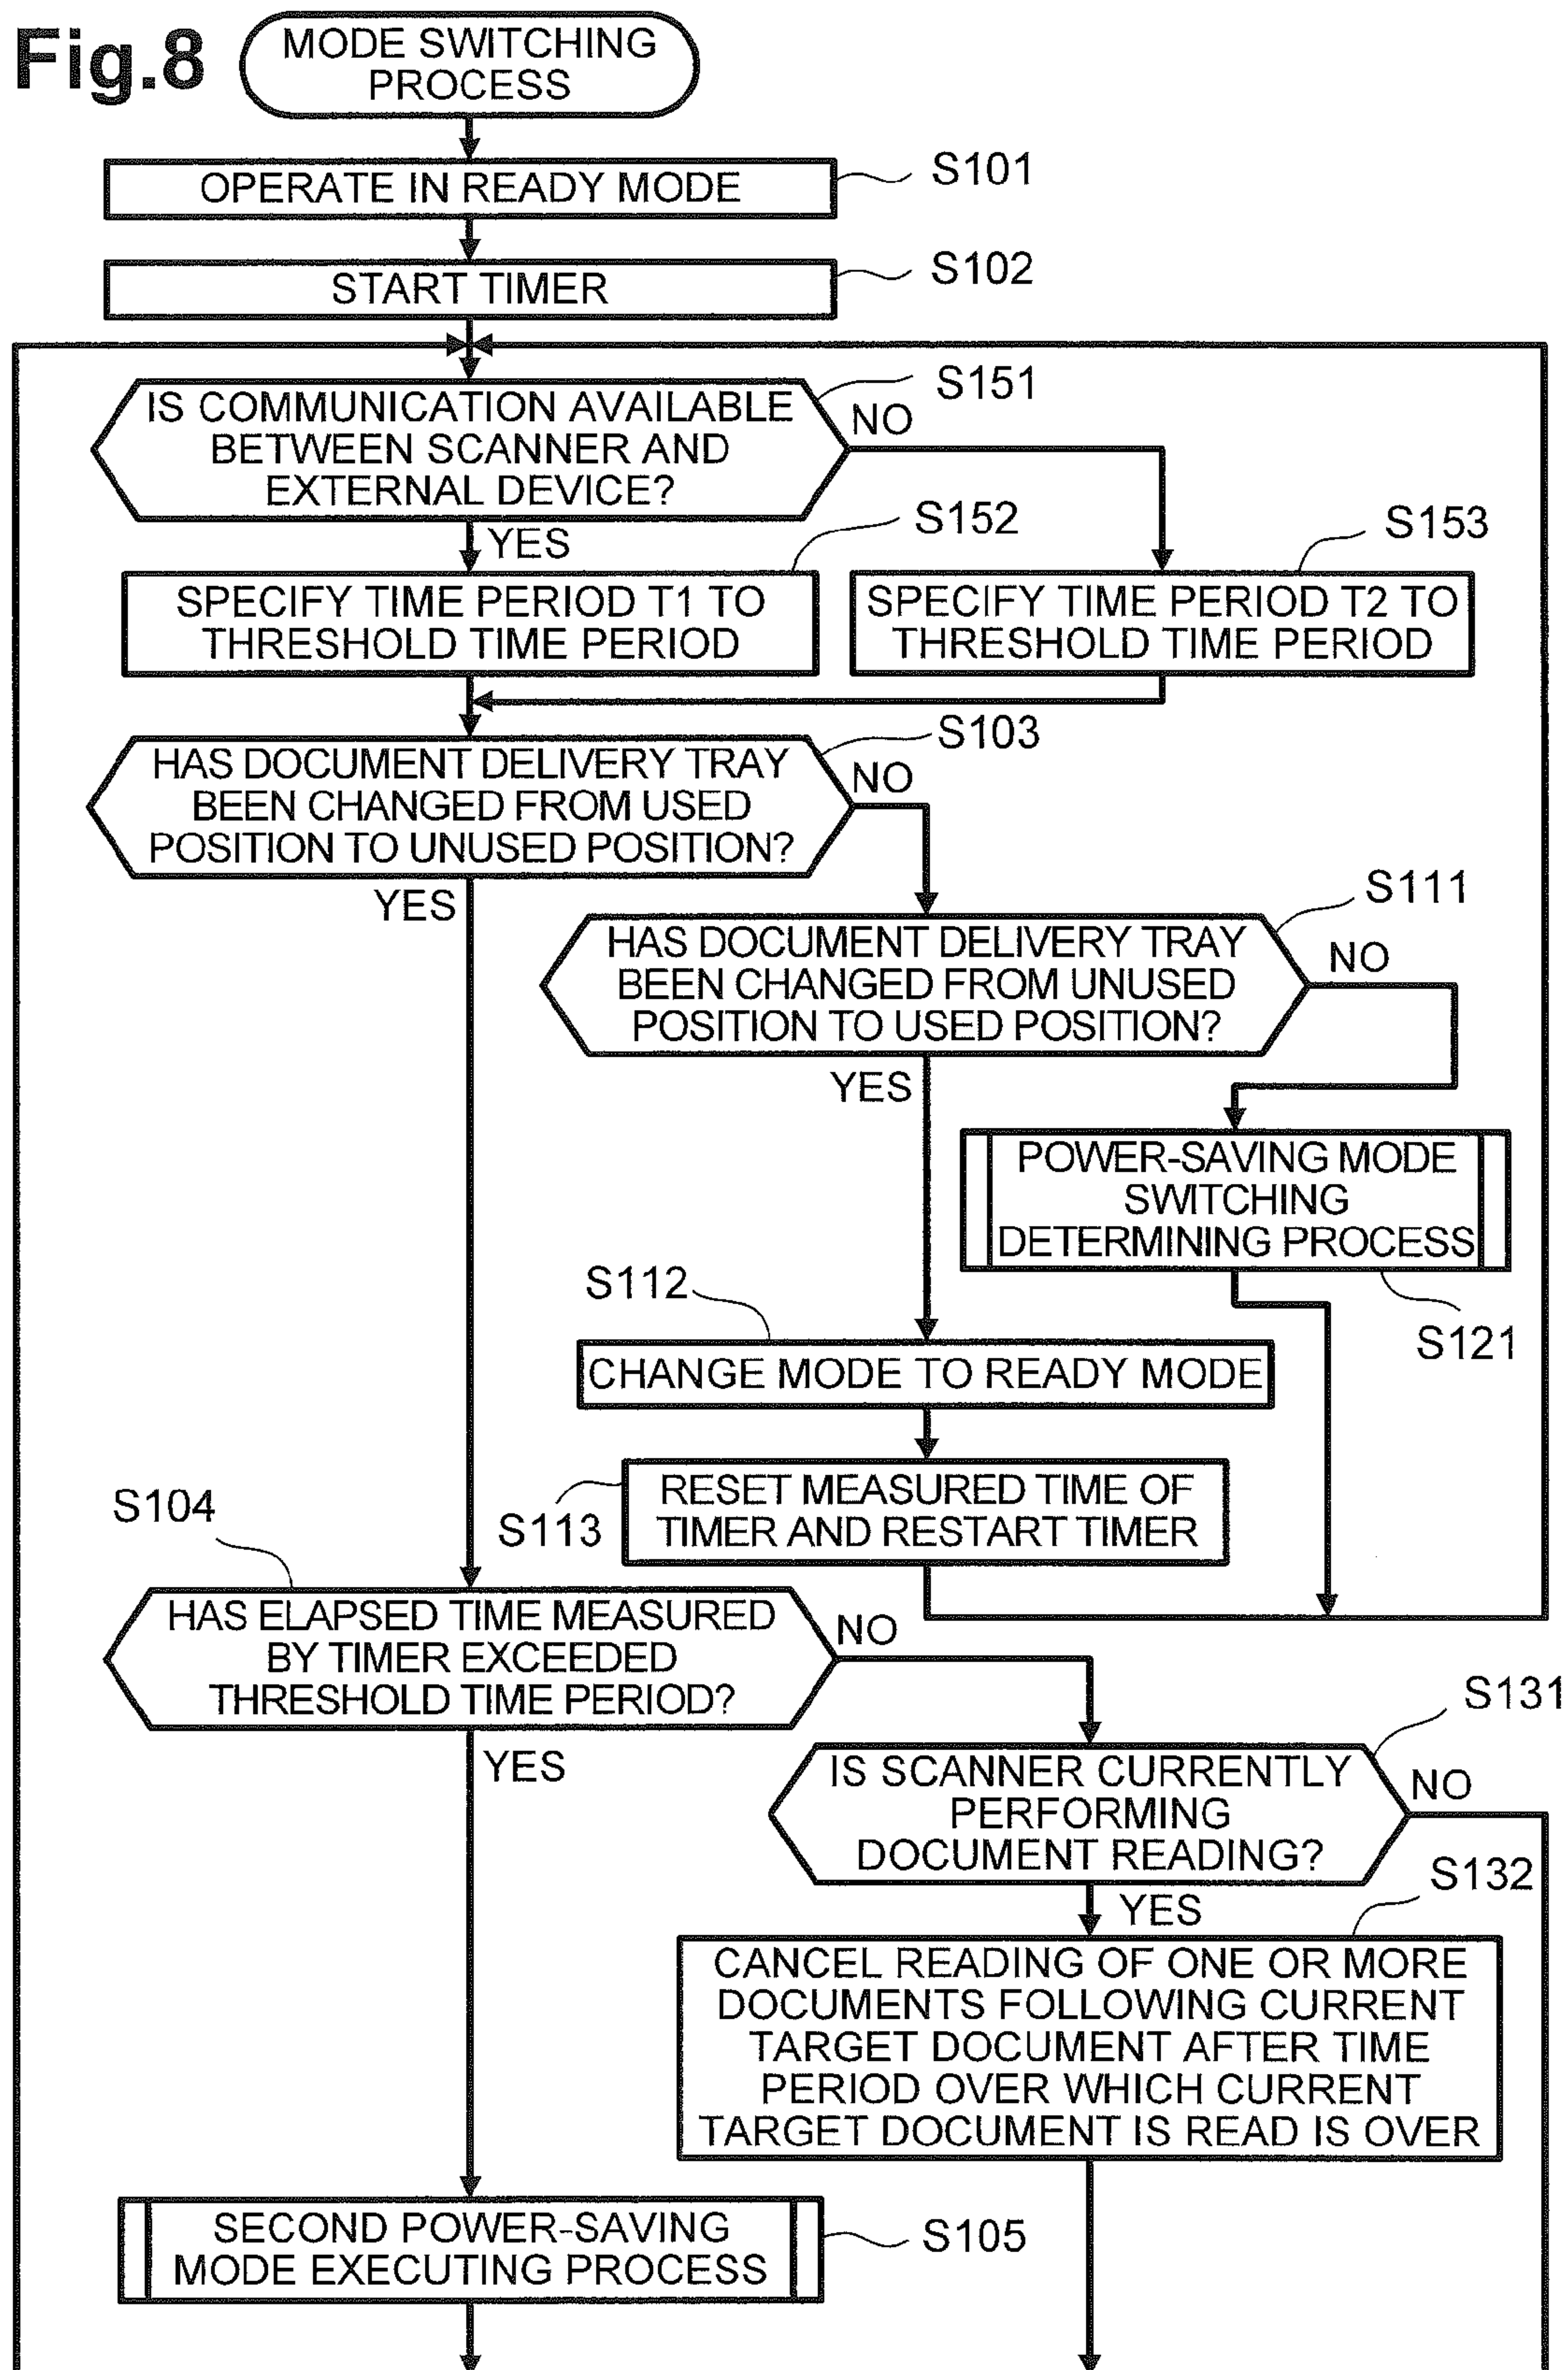 Fig.8
MODE SWITCHING
PROCESS
OPERATE IN READY MODE
S101
START TIMER
S102
IS COMMUNICATION AVAILABLE
BETWEEN SCANNER AND
EXTERNAL DEVICE?
S151
NO
YES
S152
S153
SPECIFY TIME PERIOD T1 TO
THRESHOLD TIME PERIOD
SPECIFY TIME PERIOD T2 TO
THRESHOLD TIME PERIOD
S103
HAS DOCUMENT DELIVERY TRAY
BEEN CHANGED FROM USED
POSITION TO UNUSED POSITION?
NO
YES
S111
HAS DOCUMENT DELIVERY TRAY
BEEN CHANGED FROM UNUSED
POSITION TO USED POSITION?
NO
YES
POWER-SAVING MODE
SWITCHING
DETERMINING PROCESS
S121
S112
CHANGE MODE TO READY MODE
RESET MEASURED TIME OF
TIMER AND RESTART TIMER
S113
S104
HAS ELAPSED TIME MEASURED
BY TIMER EXCEEDED
THRESHOLD TIME PERIOD?
NO
YES
S131
IS SCANNER CURRENTLY
PERFORMING
DOCUMENT READING?
NO
YES
S132
CANCEL READING OF ONE OR MORE
DOCUMENTS FOLLOWING CURRENT
TARGET DOCUMENT AFTER TIME
PERIOD OVER WHICH CURRENT
TARGET DOCUMENT IS READ IS OVER
SECOND POWER-SAVING
MODE EXECUTING PROCESS
S105